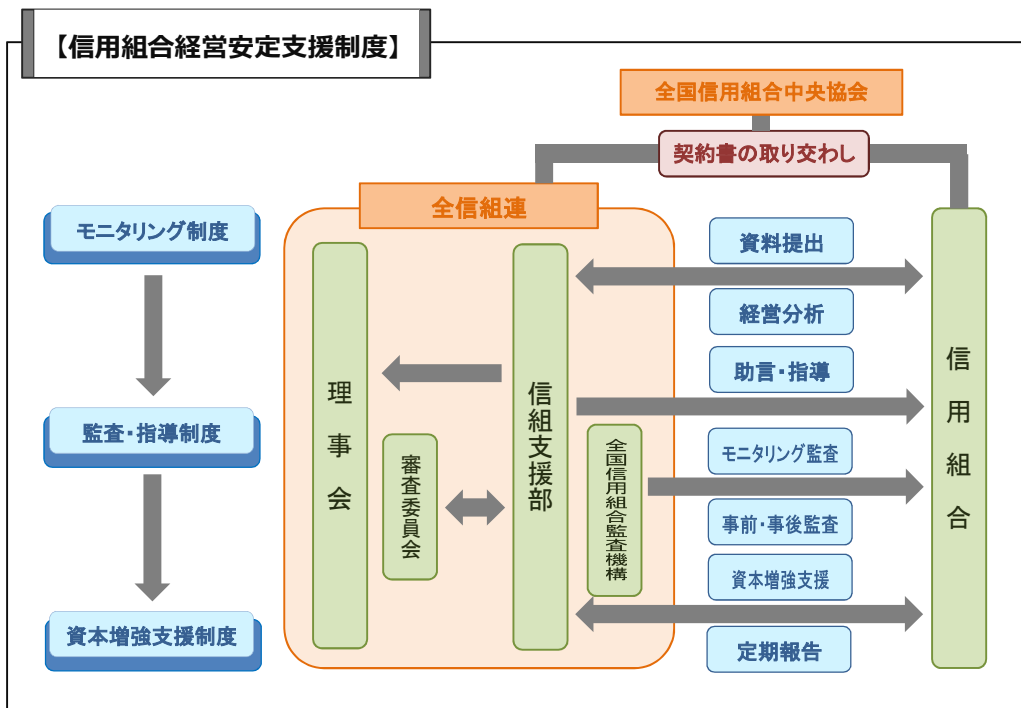 【信用組合経営安定支援制度】
全国信用組合中央協会
契約書の取り交わし
全信組連
モニタリング制度
監査・指導制度
資本増強支援制度
理事会
審査委員会
信組支援部
全国信用組合監査機構
資料提出
経営分析
助言・指導
モニタリング監査
事前・事後監査
資本増強支援
定期報告
信用組合